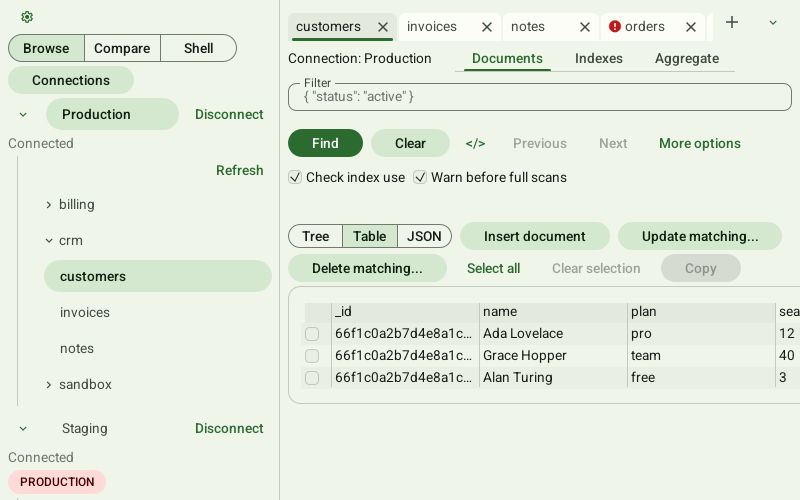 Browse Compare Shell
Connections
Production Disconnect
Connected
Refresh
billing
crm
customers
invoices
notes
sandbox
Staging Disconnect
Connected
PRODUCTION
customers invoices notes orders
Connection: Production Documents Indexes Aggregate
Filter
{ "status": "active" }
Find Clear </> Previous Next More options
Check index use Warn before full scans
Tree Table JSON Insert document Update matching...
Delete matching... Select all Clear selection Copy
_id name plan sea
66f1c0a2b7d4e8a1c... Ada Lovelace pro 12
66f1c0a2b7d4e8a1c... Grace Hopper team 40
66f1c0a2b7d4e8a1c... Alan Turing free 3